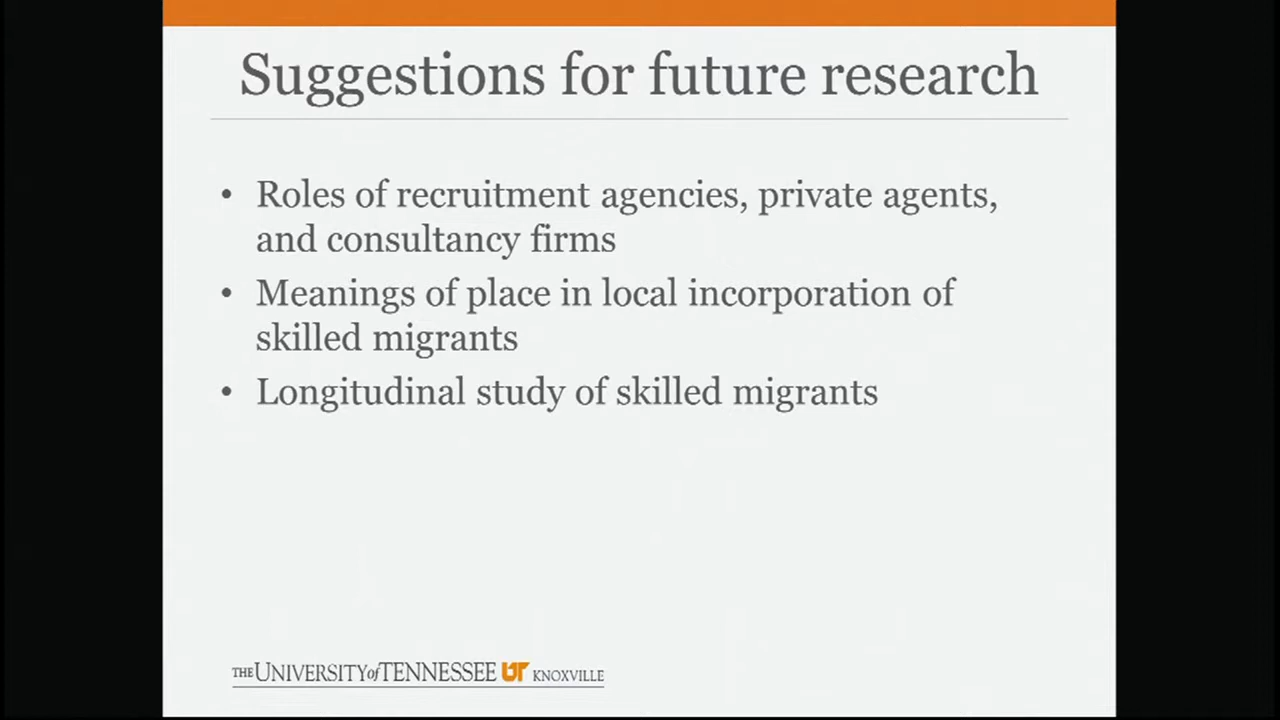 Suggestions for future research
• Roles of recruitment agencies, private agents,
and consultancy firms
• Meanings of place in local incorporation of
skilled migrants
• Longitudinal study of skilled migrants
THE UNIVERSITY of TENNESSEE UT KNOXVILLE